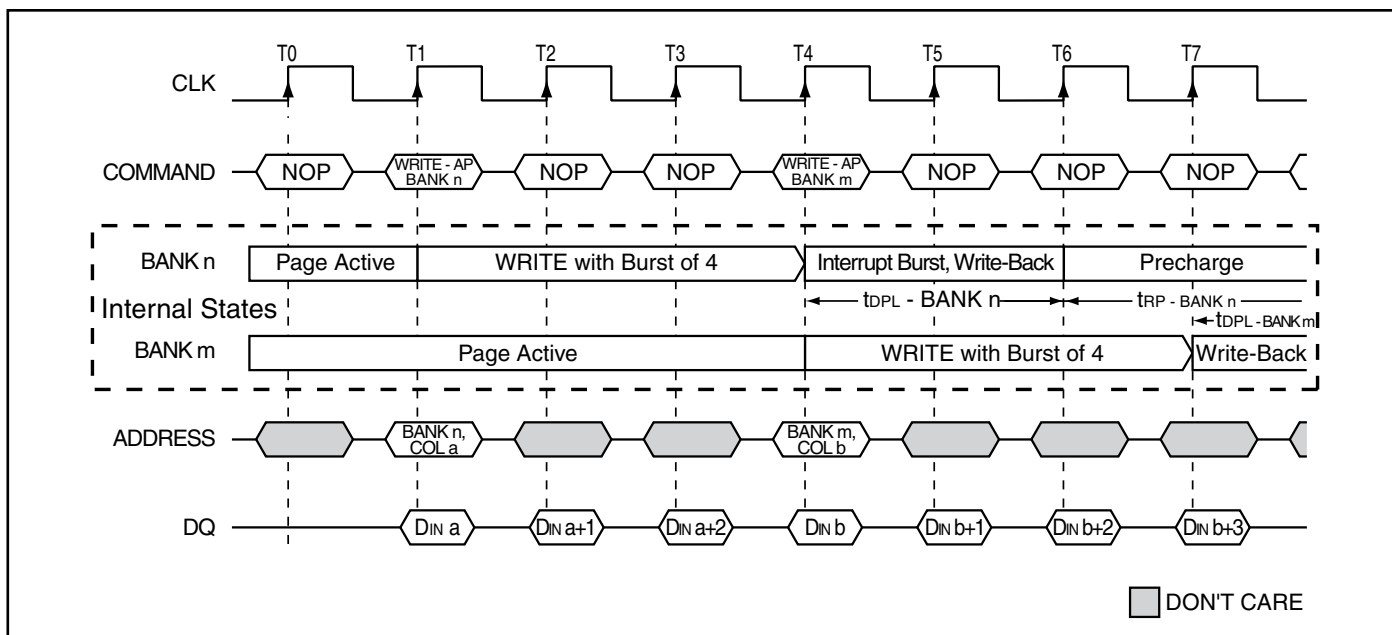 T0 T1 T2 T3 T4 T5 T6 T7
CLK
COMMAND NOP WRITE - AP BANK n NOP NOP WRITE - AP BANK m NOP NOP NOP
BANK n Page Active WRITE with Burst of 4 Interrupt Burst, Write-Back Precharge
tDPL - BANK n tRP - BANK n
Internal States
tDPL - BANK m
BANK m Page Active WRITE with Burst of 4 Write-Back
ADDRESS BANK n, COL a BANK m, COL b
DQ DIN a DIN a+1 DIN a+2 DIN b DIN b+1 DIN b+2 DIN b+3
DON'T CARE